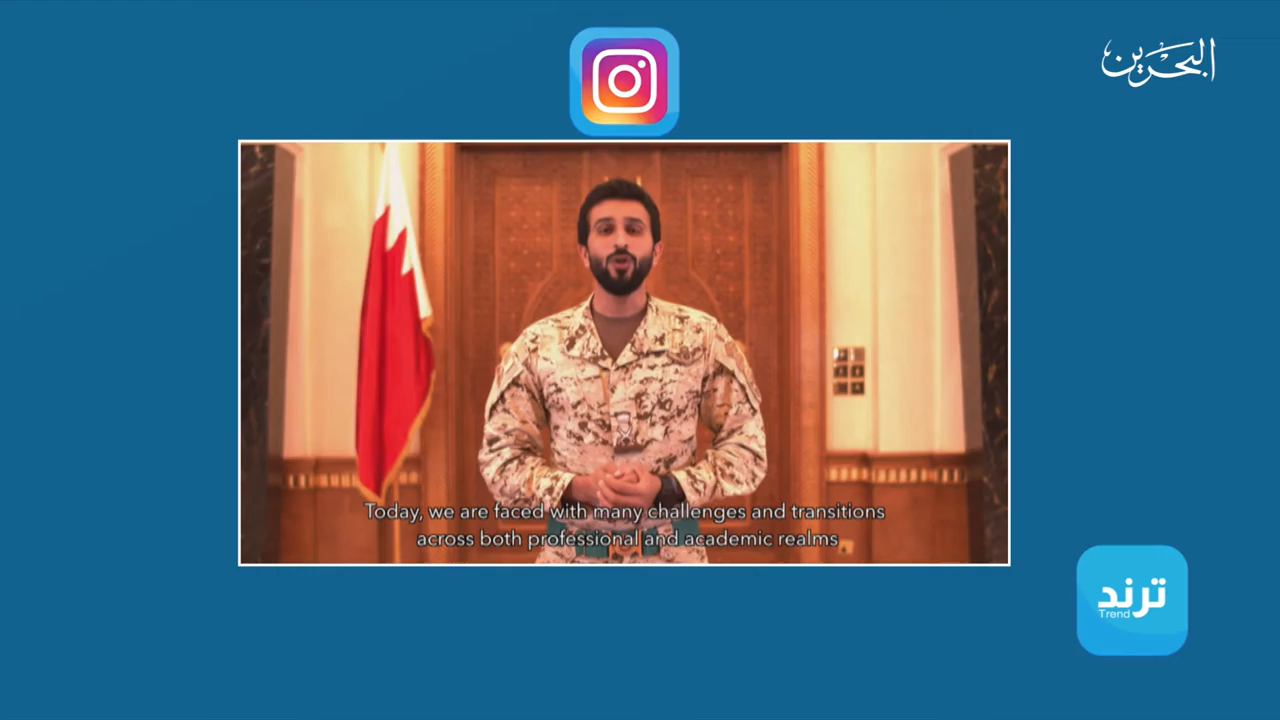 البحرين
Today, we are faced with many challenges and transitions
across both professional and academic realms
ترند
Trend